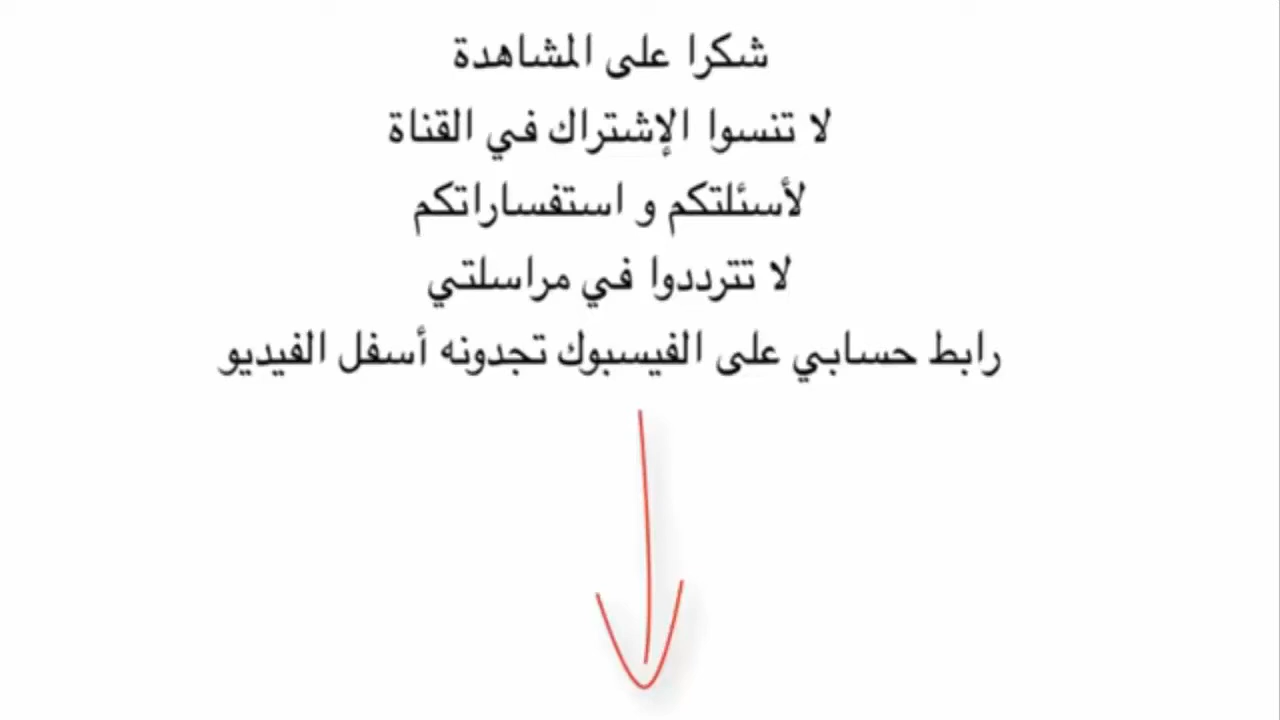 شكرا على المشاهدة
لا تنسوا الإشتراك في القناة
لأسئلتكم و استفساراتكم
لا تترددوا في مراسلتي
رابط حسابي على الفيسبوك تجدونه أسفل الفيديو